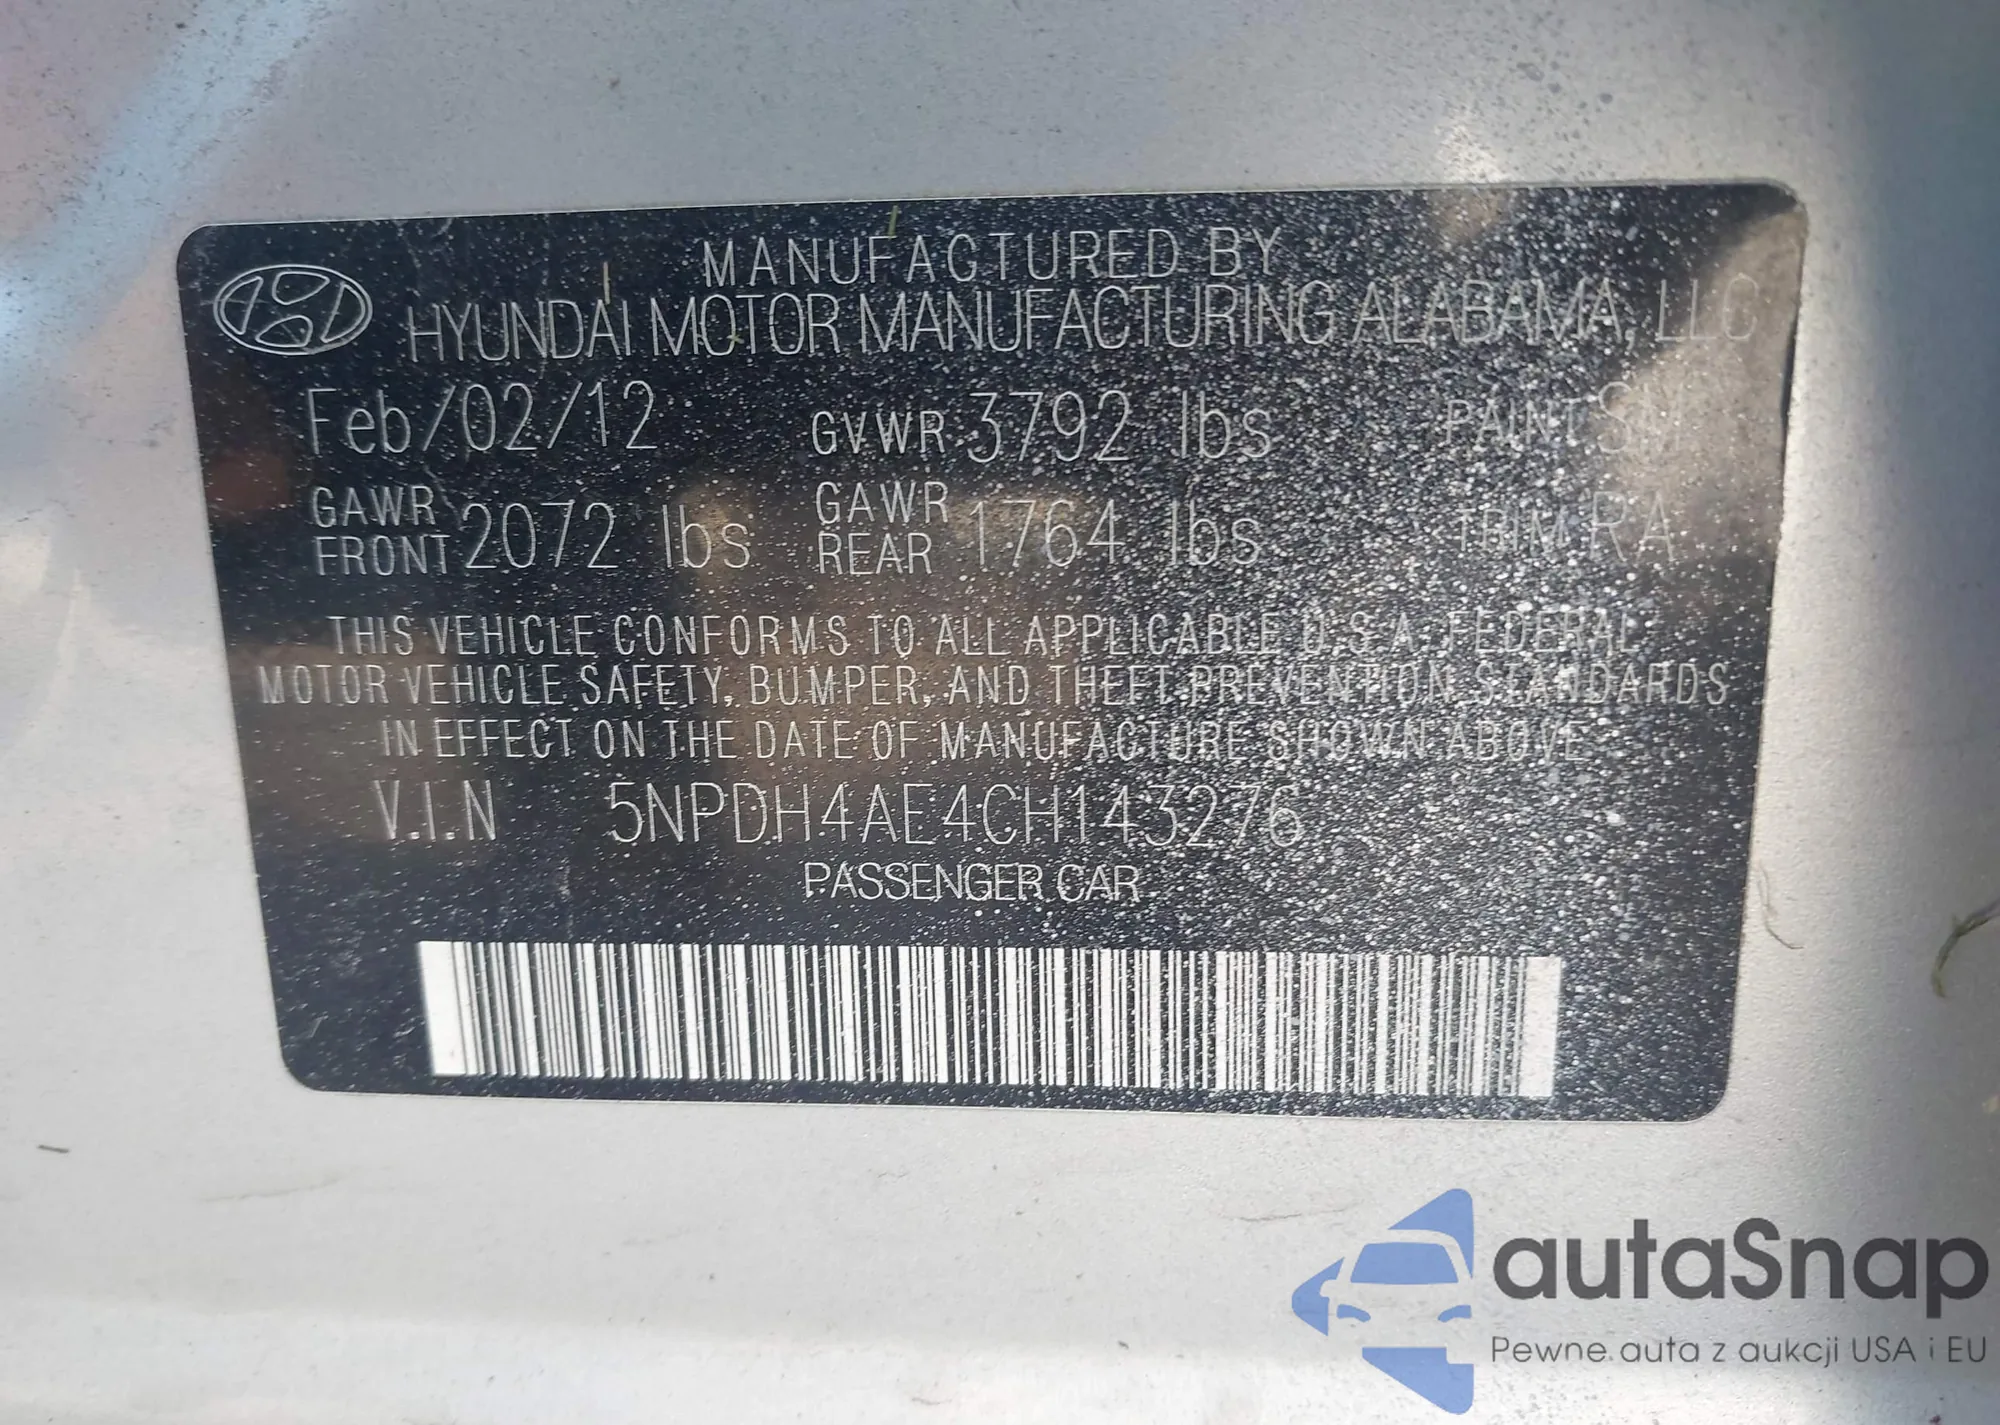 MANUFACTURED BY
HYUNDAI MOTOR MANUFACTURING ALABAMA, LLC
Feb/02/12 GVWR 3792 lbs PAINT SM
GAWR FRONT 2072 lbs GAWR REAR 1764 lbs TRIM RA
THIS VEHICLE CONFORMS TO ALL APPLICABLE U.S.A. FEDERAL
MOTOR VEHICLE SAFETY, BUMPER, AND THEFT PREVENTION STANDARDS
IN EFFECT ON THE DATE OF MANUFACTURE SHOWN ABOVE
V.I.N 5NPDH4AE4CH143276
PASSENGER CAR
autaSnap
Pewne auta z aukcji USA i EU